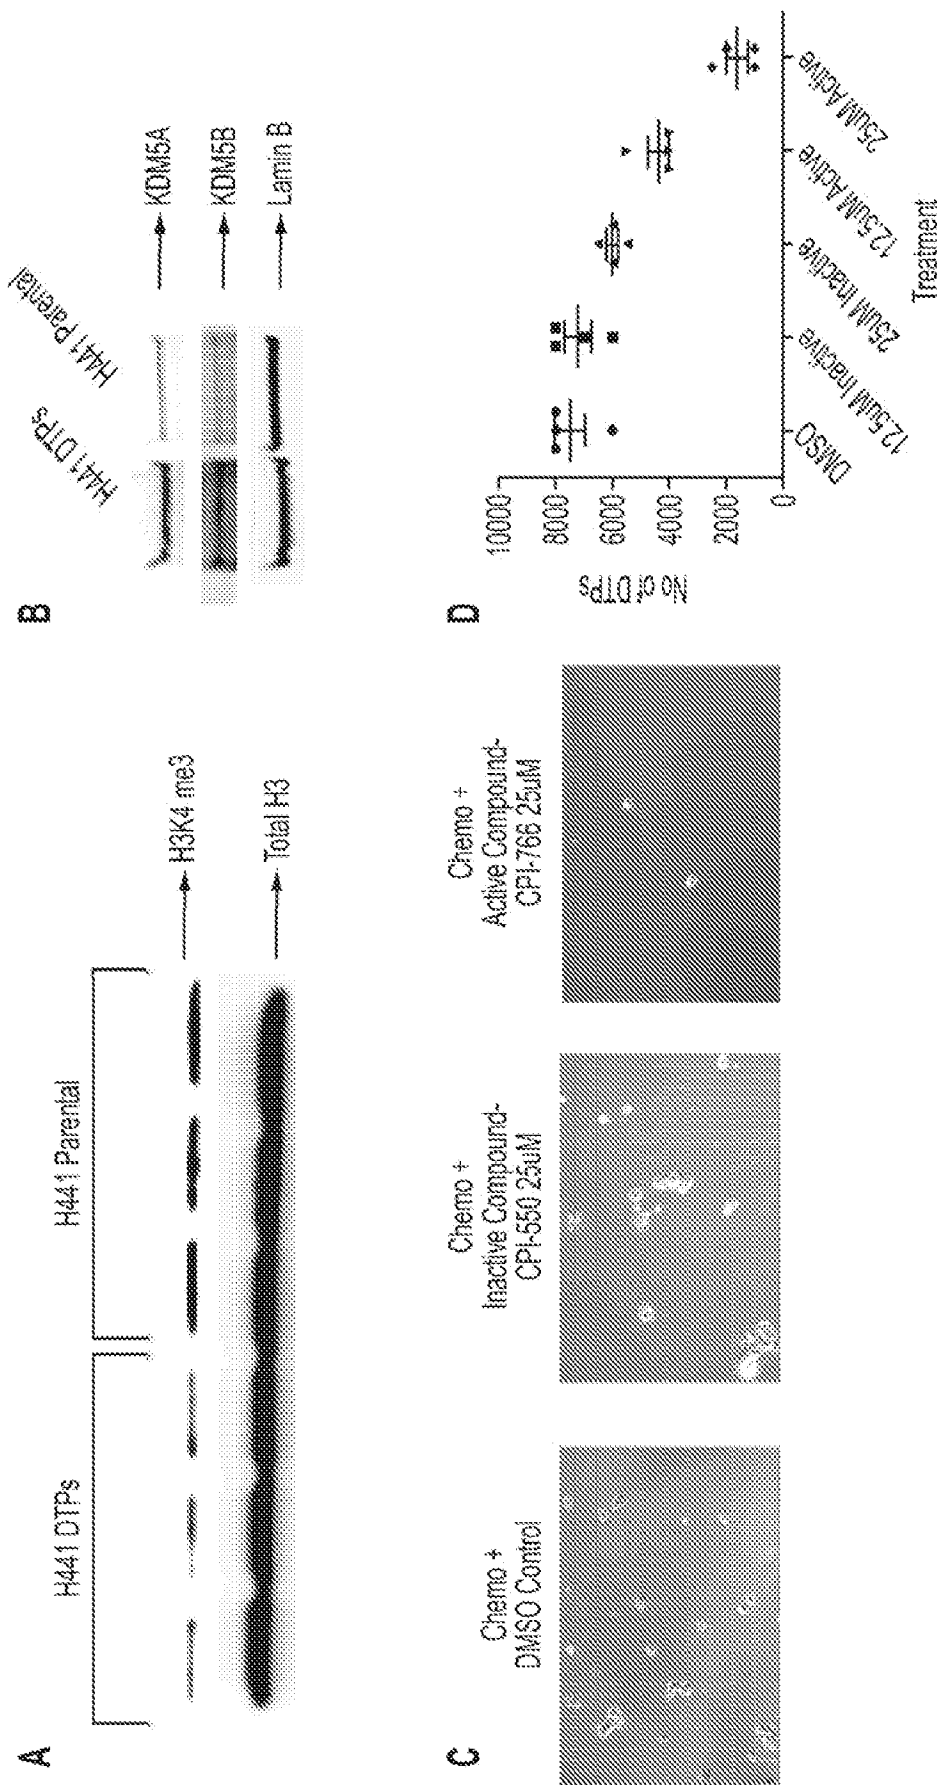 A
H441 DTPs
H441 Parental
H3K4 me3
Total H3
B
H441 DTPs
H441 Parental
KDM5A
KDM5B
Lamin B
C
Chemo +
DMSO Control
Chemo +
Inactive Compound-
CPI-550 25uM
Chemo +
Active Compound-
CPI-766 25uM
D
No of DTPs
10000
8000
6000
4000
2000
0
DMSO
12.5uM Inactive
25uM Inactive
12.5uM Active
25uM Active
Treatment